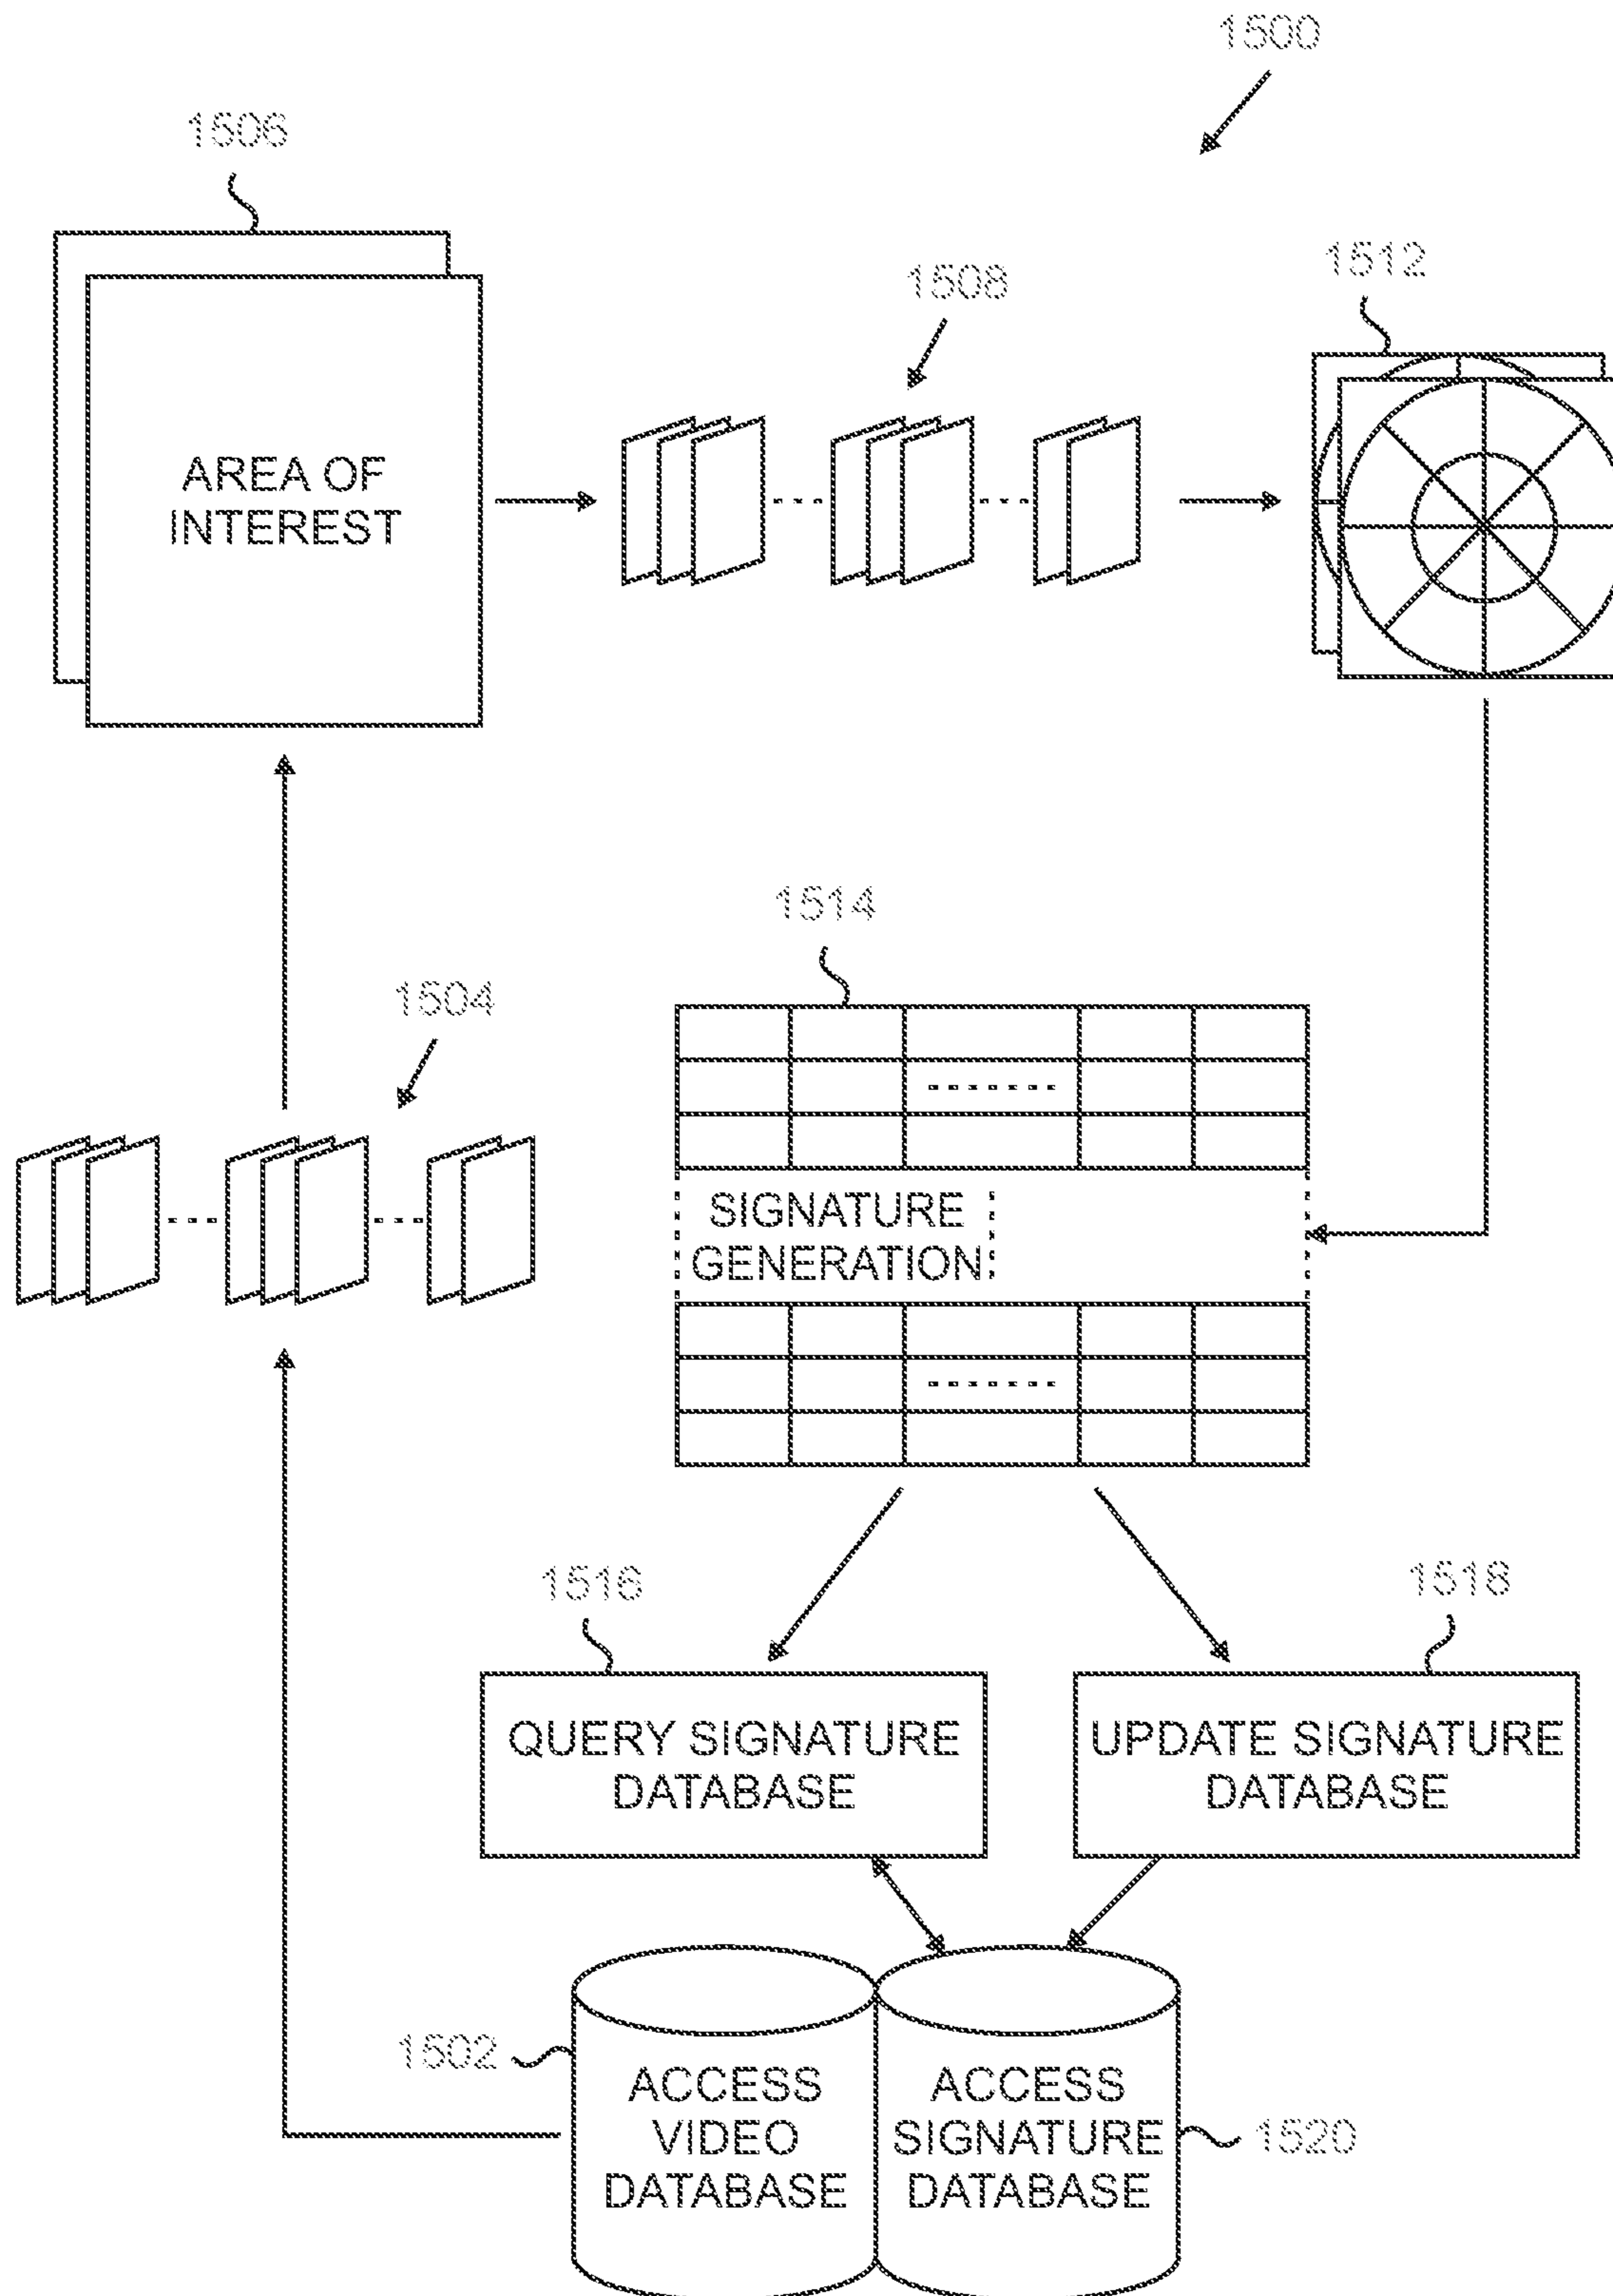 1500
1506
1512
1508
AREA OF
INTEREST
1514
1504
SIGNATURE
GENERATION
1516
1518
QUERY SIGNATURE
DATABASE
UPDATE SIGNATURE
DATABASE
1502
ACCESS
VIDEO
DATABASE
ACCESS
SIGNATURE
DATABASE
1520